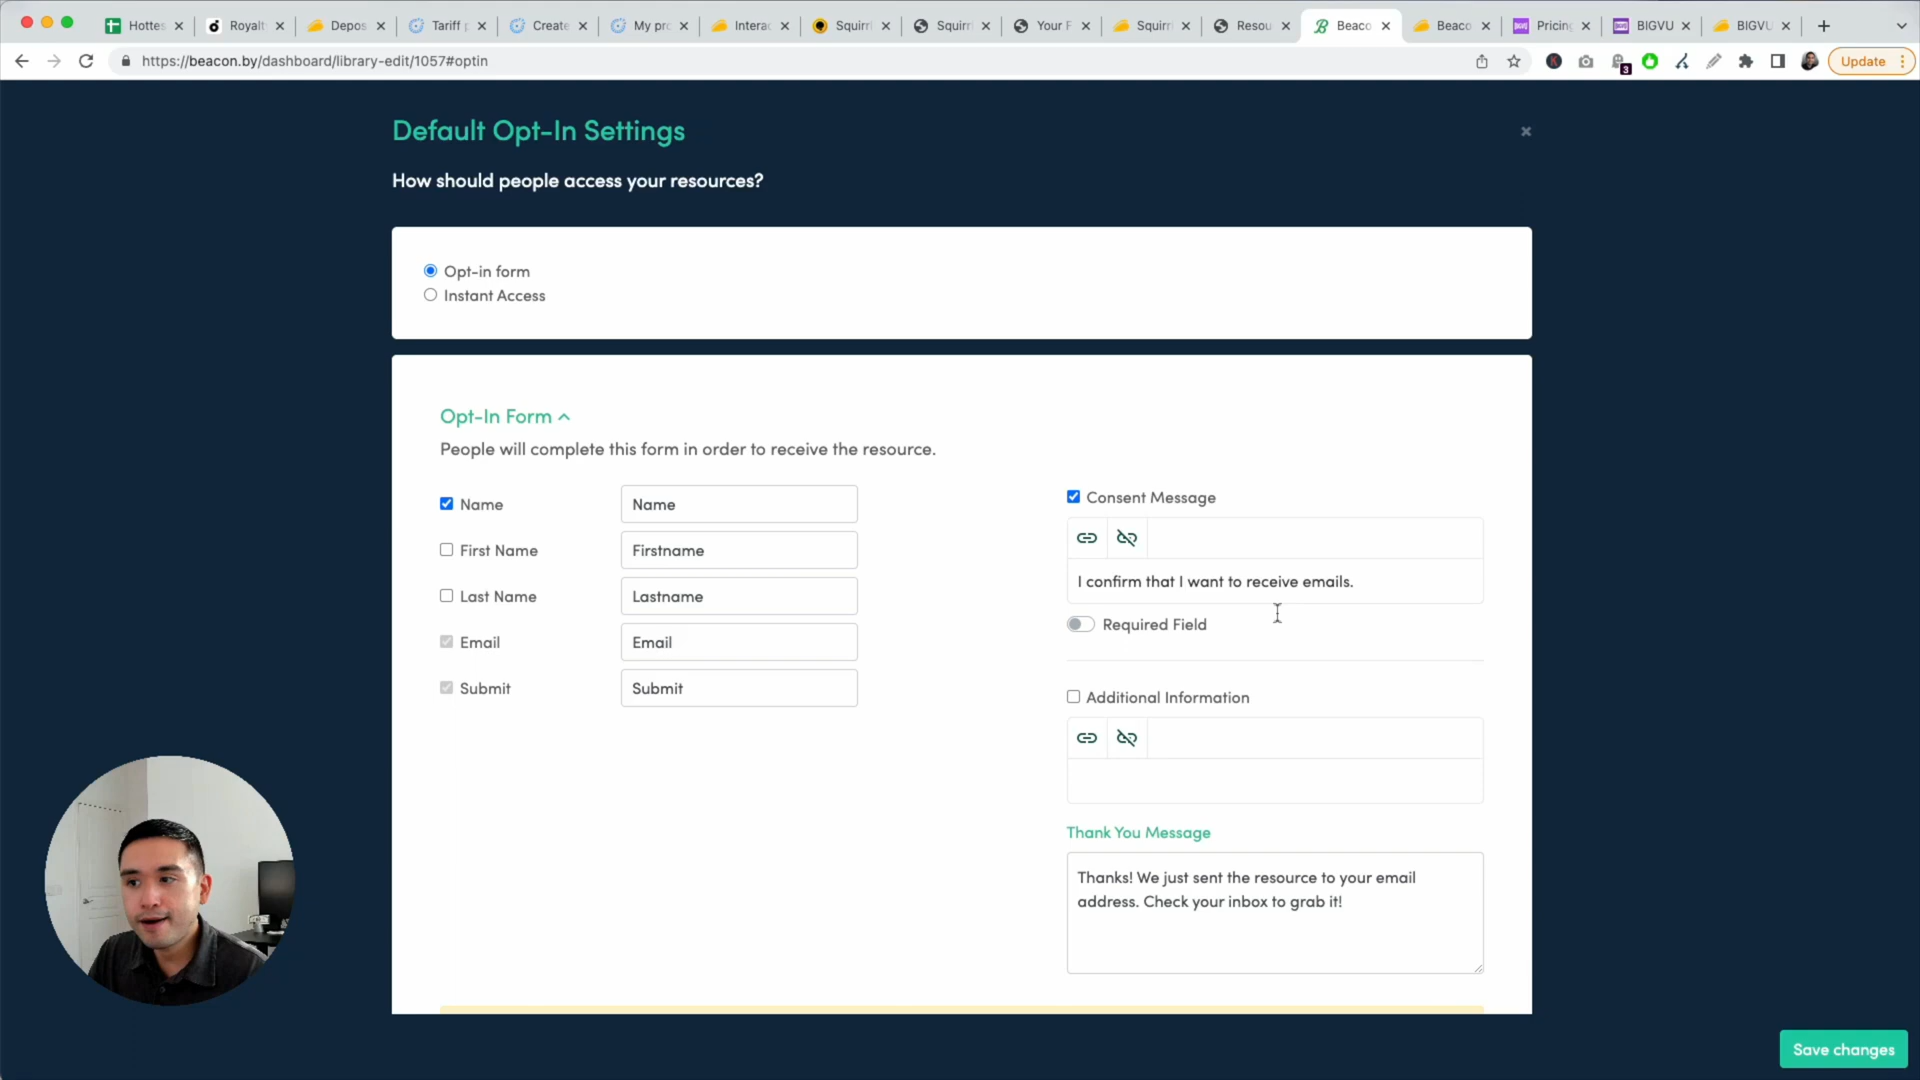 Hottes
Royalt
Depos
Tariff p
Create
My pro
Interac
Squirr
Squirr
Your F
Squirr
Resou
Beaco
Beaco
Pricing
BIGVU
BIGVU
https://beacon.by/dashboard/library-edit/1057#optin
3
Update
Default Opt-In Settings
How should people access your resources?
Opt-in form
Instant Access
Opt-In Form
People will complete this form in order to receive the resource.
Name
Name
First Name
Firstname
Last Name
Lastname
Email
Email
Submit
Submit
Consent Message
I confirm that I want to receive emails.
Required Field
Additional Information
Thank You Message
Thanks! We just sent the resource to your email
address. Check your inbox to grab it!
Save changes